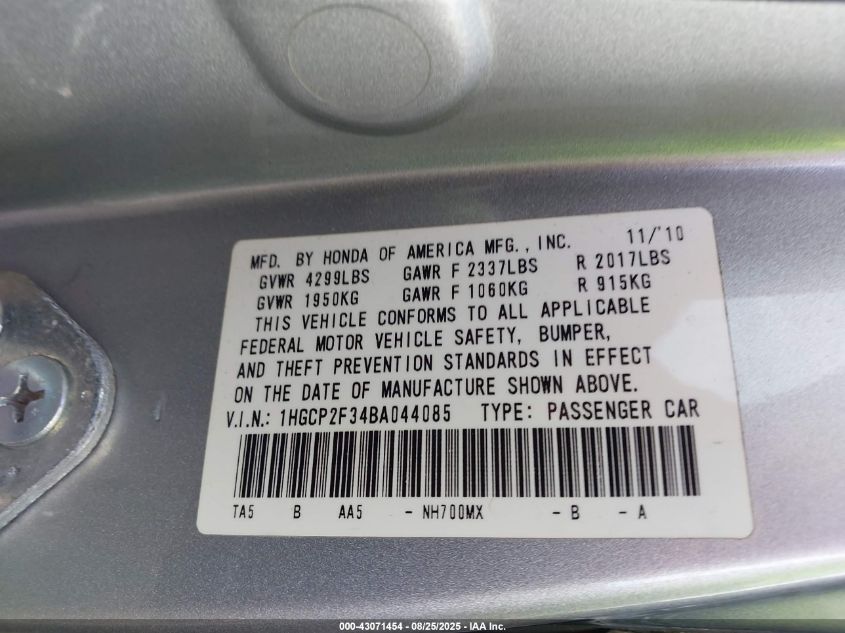 MFD. BY HONDA OF AMERICA MFG., INC. 11/'10
GVWR 4299LBS GAWR F 2337LBS R 2017LBS
GVWR 1950KG GAWR F 1060KG R 915KG
THIS VEHICLE CONFORMS TO ALL APPLICABLE
FEDERAL MOTOR VEHICLE SAFETY, BUMPER,
AND THEFT PREVENTION STANDARDS IN EFFECT
ON THE DATE OF MANUFACTURE SHOWN ABOVE.
V.I.N.: 1HGCP2F34BA044085 TYPE: PASSENGER CAR
TA5 B AA5 - NH700MX - B - A
000-43071454 - 08/25/2025 - IAA Inc.